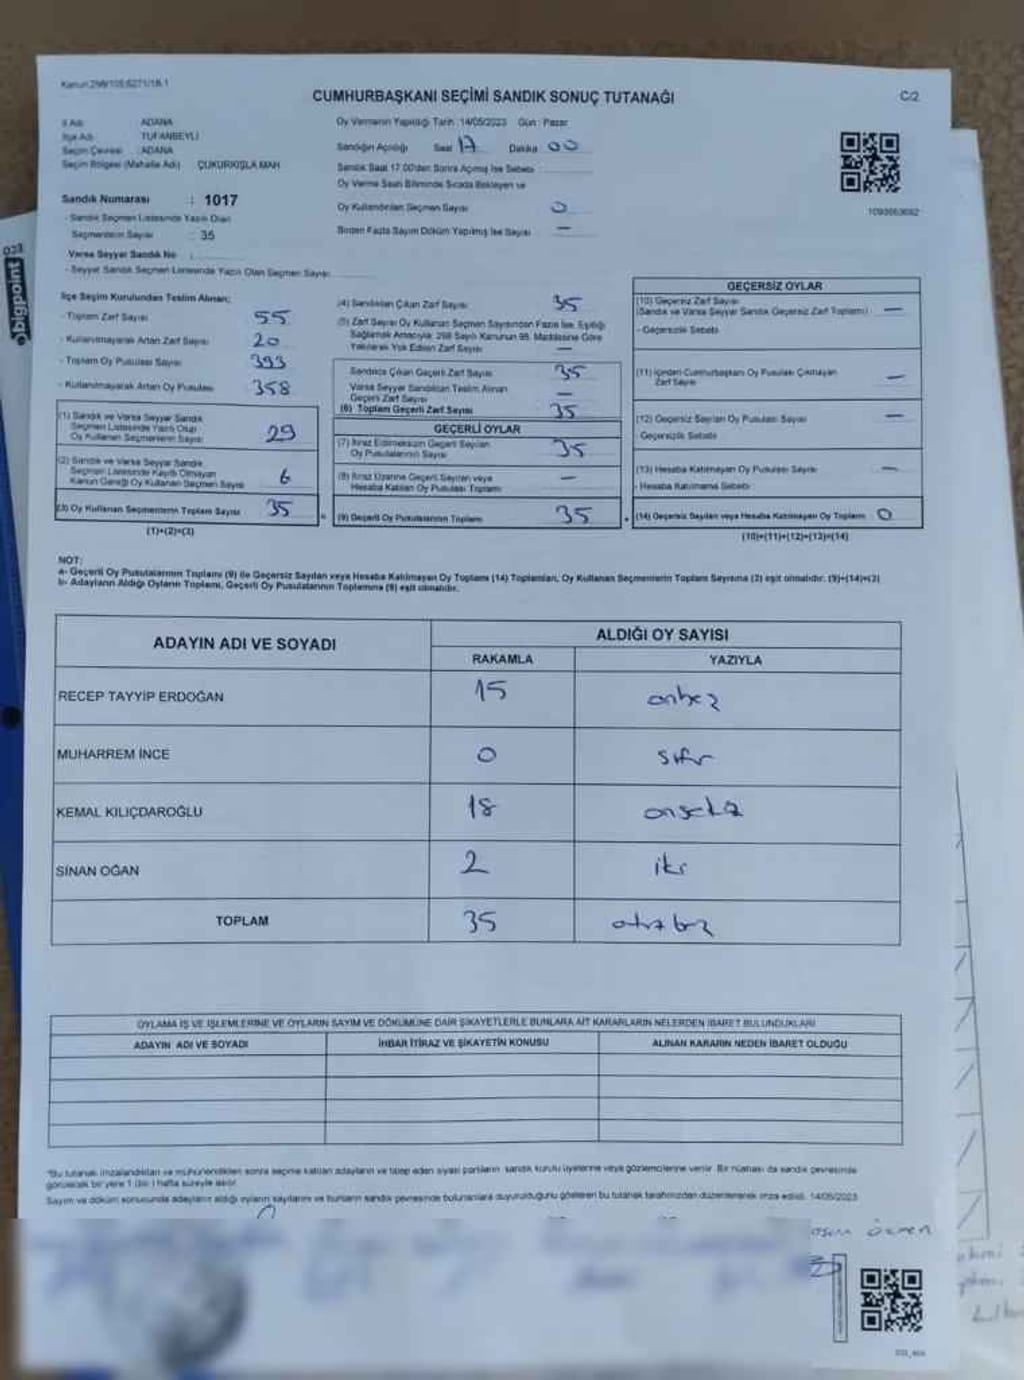 Kanun:298/105;6271/18-1
CUMHURBAŞKANI SEÇİMİ SANDIK SONUÇ TUTANAĞI
C/2
İl Adı : ADANA
İlçe Adı : TUFANBEYLİ
Seçim Çevresi : ADANA
Seçim Bölgesi (Mahalle Adı) ÇUKURKIŞLA MAH
Sandık Numarası : 1017
- Sandık Seçmen Listesinde Yazılı Olan
Seçmenlerin Sayısı : 35
Varsa Seyyar Sandık No :
- Seyyar Sandık Seçmen Listesinde Yazılı Olan Seçmen Sayısı
Oy Vermenin Yapıldığı Tarih :14/05/2023 Gün : Pazar
Sandığın Açıldığı Saat 17 Dakika 00
Sandık Saat 17.00'den Sonra Açılmış İse Sebebi
Oy Verme Saati Bitiminde Sırada Bekleyen ve
Oy Kullandırılan Seçmen Sayısı 0
Birden Fazla Sayım Döküm Yapılmış İse Sayısı —
bigpoint
İlçe Seçim Kurulundan Teslim Alınan;
- Toplam Zarf Sayısı 55
- Kullanılmayarak Artan Zarf Sayısı 20
- Toplam Oy Pusulası Sayısı 393
- Kullanılmayarak Artan Oy Pusulası 358
(1) Sandık ve Varsa Seyyar Sandık
Seçmen Listesinde Yazılı Olup
Oy Kullanan Seçmenlerin Sayısı 29
(2) Sandık ve Varsa Seyyar Sandık
Seçmen Listesinde Kayıtlı Olmayan
Kanun Gereği Oy Kullanan Seçmen Sayısı 6
(3) Oy Kullanan Seçmenlerin Toplam Sayısı 35
(1)+(2)=(3)
(4) Sandıktan Çıkan Zarf Sayısı 35
(5) Zarf Sayısı Oy Kullanan Seçmen Sayısından Fazla İse, Eşitliği
Sağlamak Amacıyla; 298 Sayılı Kanunun 98. Maddesine Göre
Yakılarak Yok Edilen Zarf Sayısı —
Sandıkta Çıkan Geçerli Zarf Sayısı 35
Varsa Seyyar Sandıktan Teslim Alınan
Geçerli Zarf Sayısı —
(6) Toplam Geçerli Zarf Sayısı 35
GEÇERLİ OYLAR
(7) İtiraz Edilmeksizin Geçerli Sayılan
Oy Pusulalarının Sayısı 35
(8) İtiraz Üzerine Geçerli Sayılan veya
Hesaba Katılan Oy Pusulası Toplamı —
(9) Geçerli Oy Pusulalarının Toplamı 35
GEÇERSİZ OYLAR
(10) Geçersiz Zarf Sayısı
(Sandık ve Varsa Seyyar Sandık Geçersiz Zarf Toplamı) —
- Geçersizlik Sebebi
(11) İçinden Cumhurbaşkanı Oy Pusulası Çıkmayan
Zarf Sayısı —
(12) Geçersiz Sayılan Oy Pusulası Sayısı —
Geçersizlik Sebebi
(13) Hesaba Katılmayan Oy Pusulası Sayısı —
- Hesaba Katılmama Sebebi
(14) Geçersiz Sayılan veya Hesaba Katılmayan Oy Toplamı 0
(10)+(11)+(12)+(13)=(14)
NOT:
a- Geçerli Oy Pusulalarının Toplamı (9) ile Geçersiz Sayılan veya Hesaba Katılmayan Oy Toplamı (14) Toplamları, Oy Kullanan Seçmenlerin Toplam Sayısına (3) eşit olmalıdır. (9)+(14)=(3)
b- Adayların Aldığı Oyların Toplamı, Geçerli Oy Pusulalarının Toplamına (9) eşit olmalıdır.
ADAYIN ADI VE SOYADI
ALDIĞI OY SAYISI
RAKAMLA YAZIYLA
RECEP TAYYİP ERDOĞAN 15 onbeş
MUHARREM İNCE 0 sıfır
KEMAL KILIÇDAROĞLU 18 onsekiz
SİNAN OĞAN 2 iki
TOPLAM 35 otuzbeş
OYLAMA İŞ VE İŞLEMLERİNE VE OYLARIN SAYIM VE DÖKÜMÜNE DAİR ŞİKAYETLERLE BUNLARA AİT KARARLARIN NELERDEN İBARET BULUNDUKLARI
ADAYIN ADI VE SOYADI İHBAR İTİRAZ VE ŞİKAYETİN KONUSU ALINAN KARARIN NEDEN İBARET OLDUĞU
*Bu tutanak imzalandıktan ve mühürlendikten sonra seçime katılan adayların ve talep eden siyasi partilerin sandık kurulu üyelerine veya gözlemcilerine verilir. Bir nüshası da sandık çevresinde
görülecek bir yere 1 (bir ) hafta süreyle asılır.
Sayım ve döküm sonucunda adayların aldığı oyların sayılarını ve bunların sandık çevresinde bulunanlara duyurulduğunu gösteren bu tutanak tarafımızdan düzenlenerek imza edildi. 14/05/2023